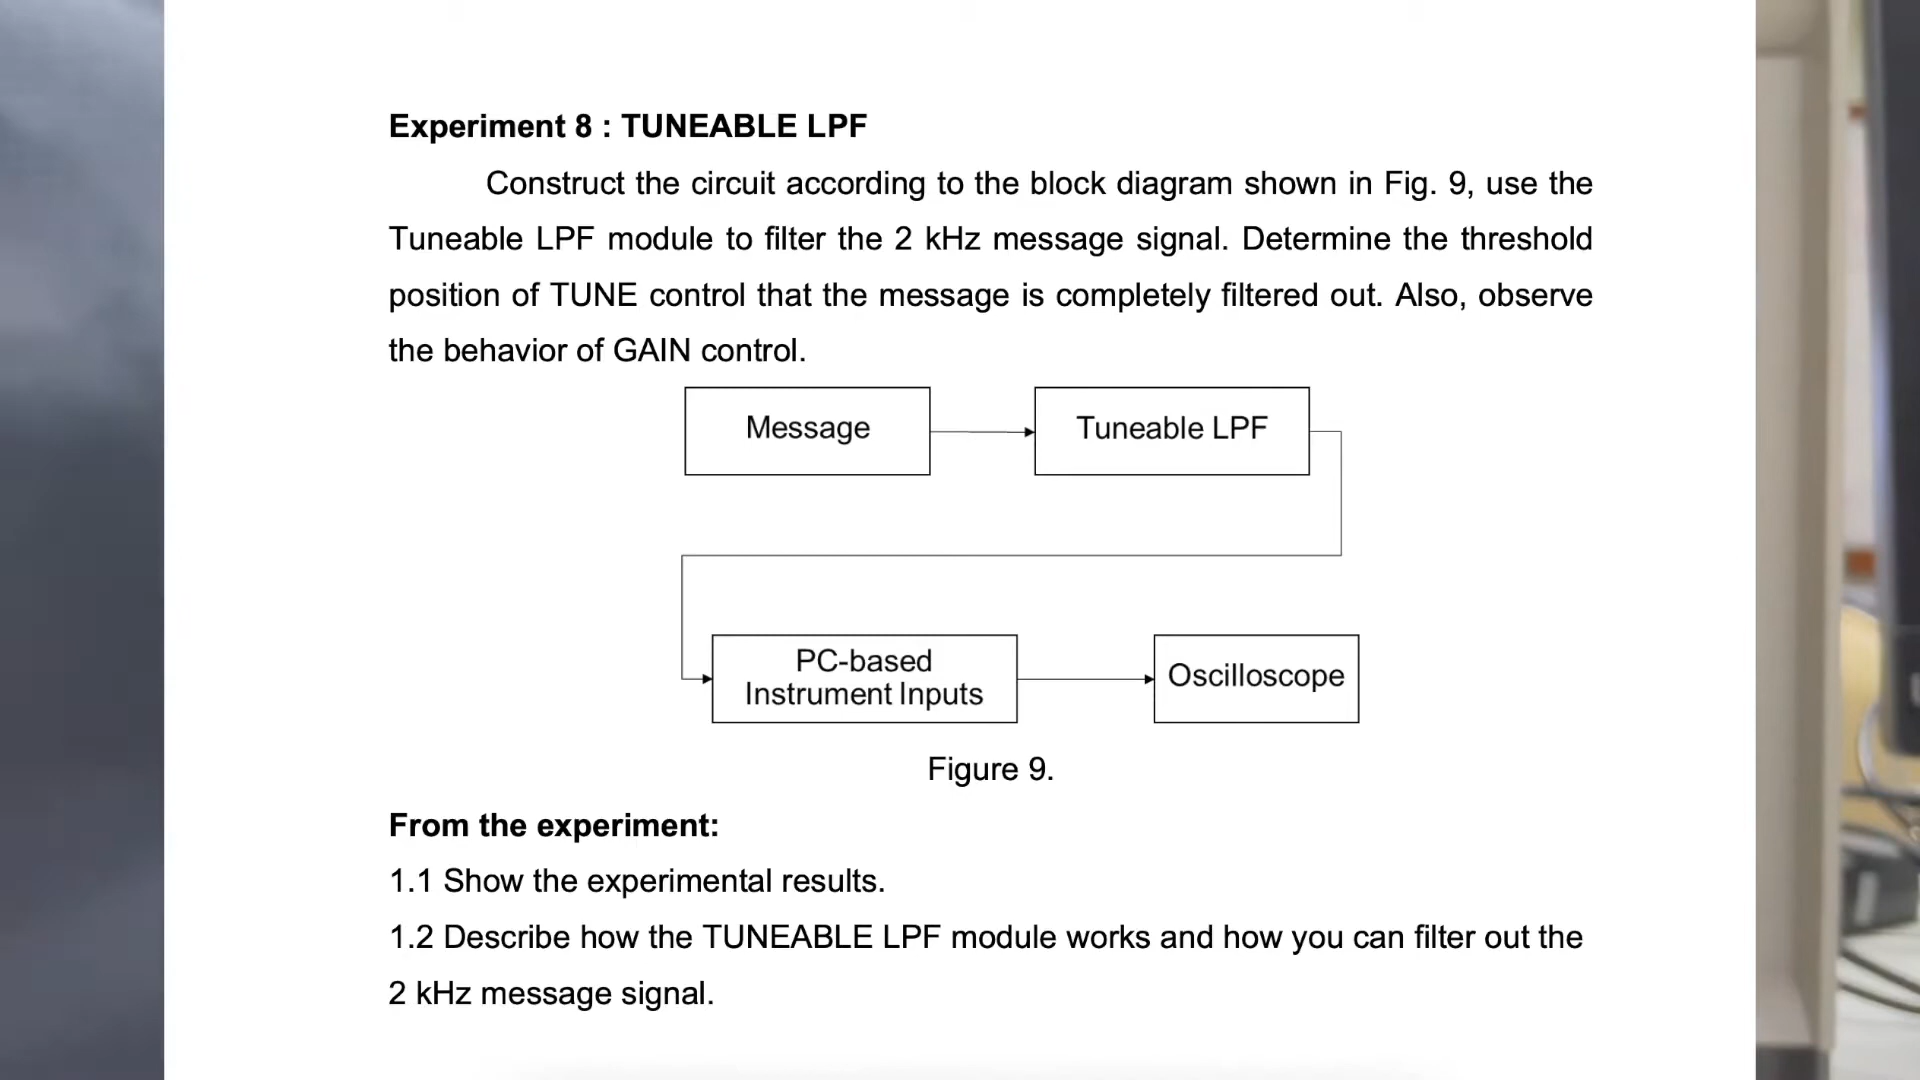 Experiment 8 : TUNEABLE LPF
Construct the circuit according to the block diagram shown in Fig. 9, use the
Tuneable LPF module to filter the 2 kHz message signal. Determine the threshold
position of TUNE control that the message is completely filtered out. Also, observe
the behavior of GAIN control.
Message
Tuneable LPF
PC-based
Instrument Inputs
Oscilloscope
Figure 9.
From the experiment:
1.1 Show the experimental results.
1.2 Describe how the TUNEABLE LPF module works and how you can filter out the
2 kHz message signal.